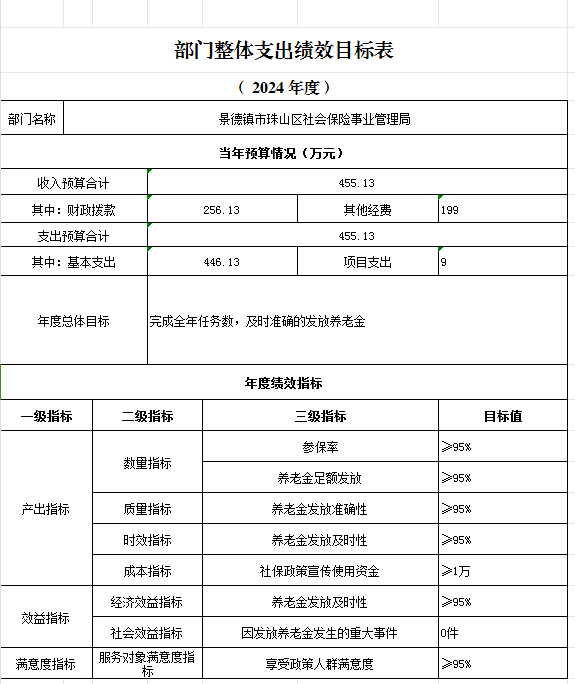 部门整体支出绩效目标表
（ 2024 年度 ）
部门名称 景德镇市珠山区社会保险事业管理局
当年预算情况（万元）
收入预算合计 455.13
其中: 财政拨款 256.13 其他经费 199
支出预算合计 455.13
其中: 基本支出 446.13 项目支出 9
年度总体目标 完成全年任务数，及时准确的发放养老金
年度绩效指标
一级指标 二级指标 三级指标 目标值
产出指标 数量指标 参保率 ≥95%
养老金足额发放 ≥95%
质量指标 养老金发放准确性 ≥95%
时效指标 养老金发放及时性 ≥95%
成本指标 社保政策宣传使用资金 ≥1万
效益指标 经济效益指标 养老金发放及时性 ≥95%
社会效益指标 因发放养老金发生的重大事件 0件
满意度指标 服务对象满意度指
标 享受政策人群满意度 ≥95%